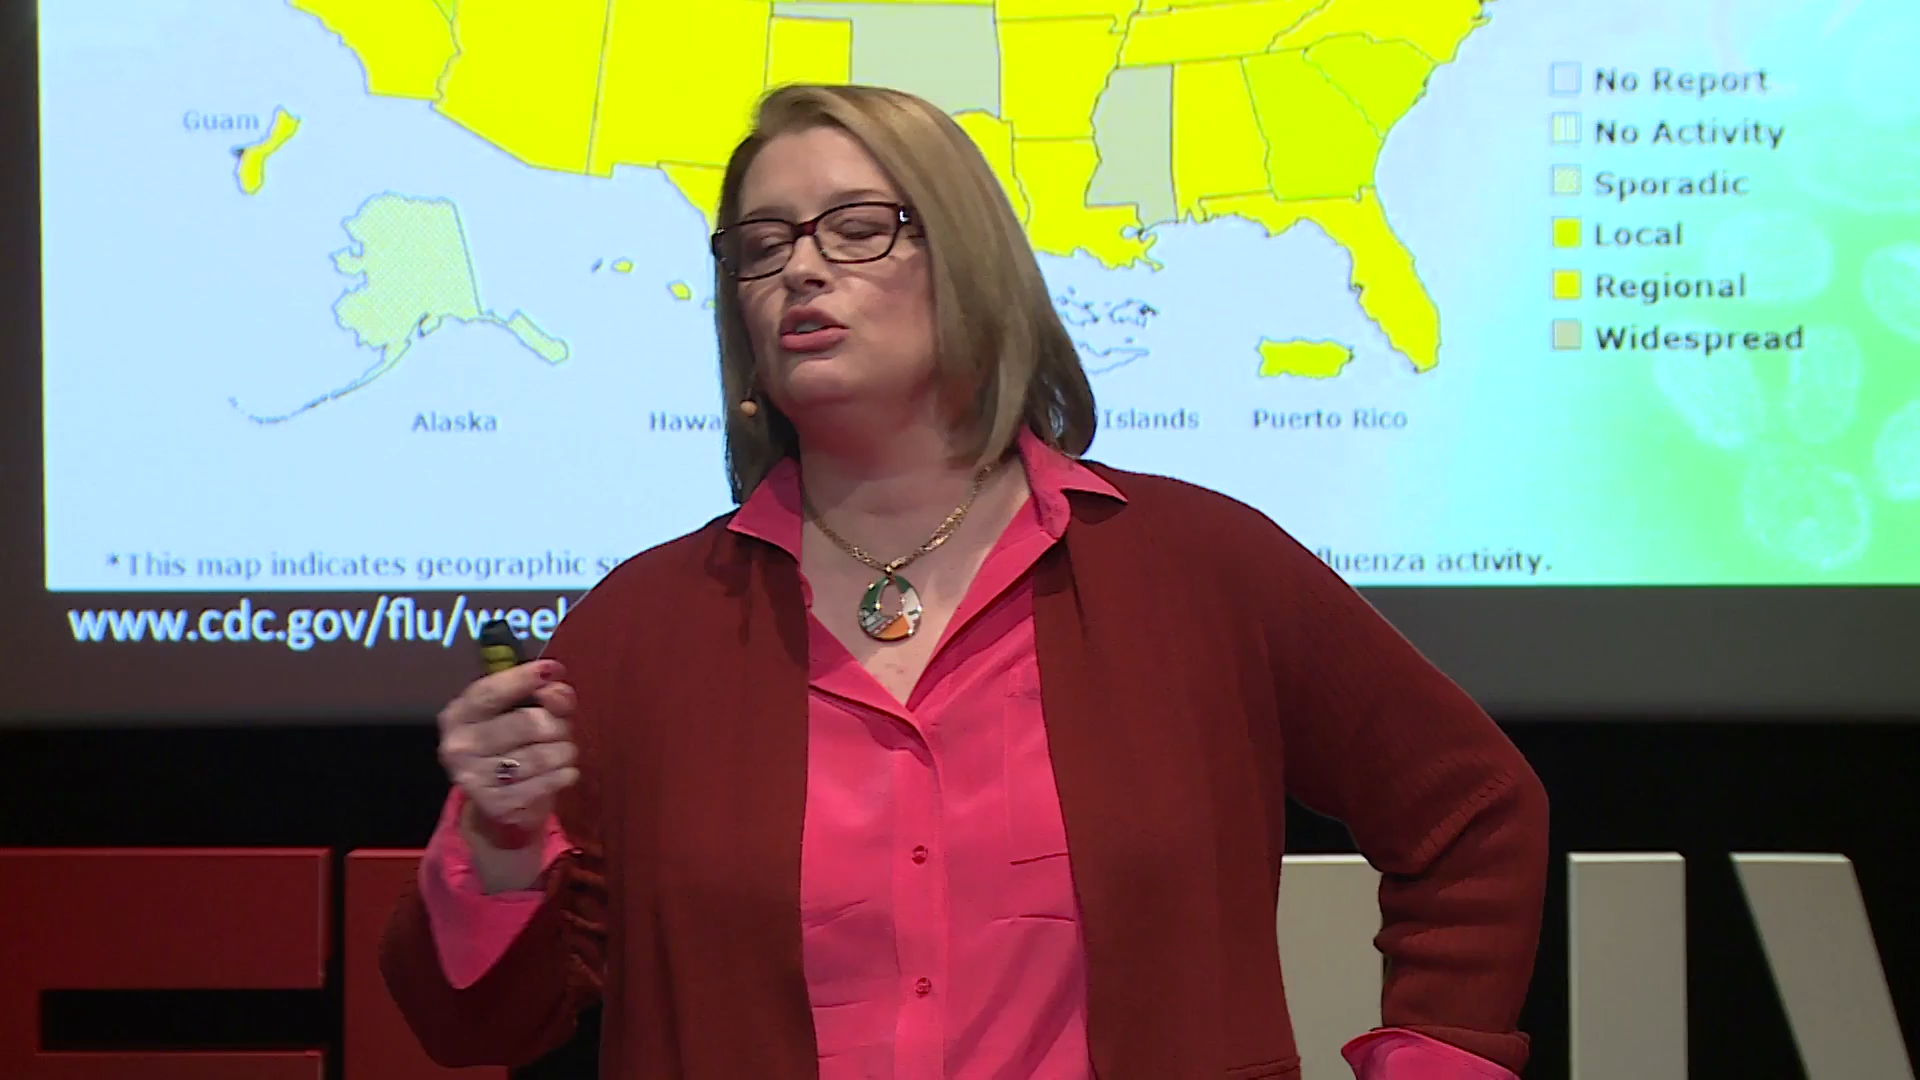 Guam
No Report
No Activity
Sporadic
Local
Regional
Widespread
Alaska
Hawa
Islands
Puerto Rico
*This map indicates geographic s
fluenza activity.
www.cdc.gov/flu/wee